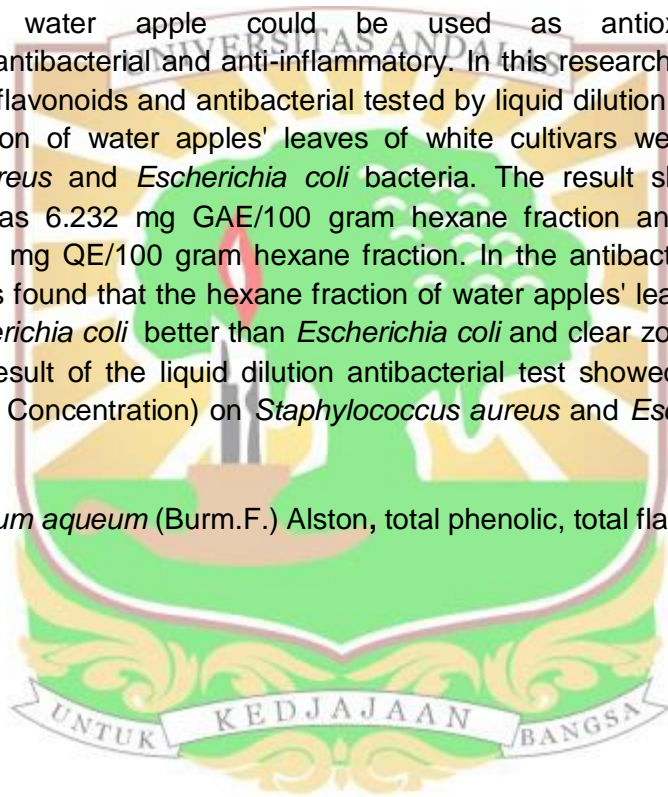 water apple could be used as antiox
UNIVERSITAS ANDALAS
antibacterial and anti-inflammatory. In this research
flavonoids and antibacterial tested by liquid dilution
on of water apples' leaves of white cultivars we
reus and Escherichia coli bacteria. The result s
as 6.232 mg GAE/100 gram hexane fraction an
mg QE/100 gram hexane fraction. In the antibact
s found that the hexane fraction of water apples' lea
erichia coli better than Escherichia coli and clear zo
esult of the liquid dilution antibacterial test showed
Concentration) on Staphylococcus aureus and Esc
um aqueum (Burm.F.) Alston, total phenolic, total fla
UNTUK KEDJAJAAN BANGSA